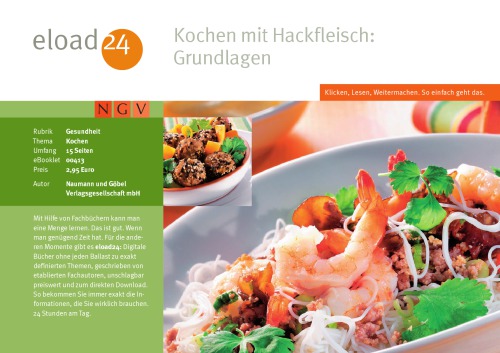 eload24
Kochen mit Hackfleisch:
Grundlagen
Klicken, Lesen, Weitermachen. So einfach geht das.
NGV
Rubrik Gesundheit
Thema Kochen
Umfang 15 Seiten
eBooklet 00413
Preis 2,95 Euro
Autor Naumann und Göbel
Verlagsgesellschaft mbH
Mit Hilfe von Fachbüchern kann man
eine Menge lernen. Das ist gut. Wenn
man genügend Zeit hat. Für die ande-
ren Momente gibt es eload24: Digitale
Bücher ohne jeden Ballast zu exakt
definierten Themen, geschrieben von
etablierten Fachautoren, unschlagbar
preiswert und zum direkten Download.
So bekommen Sie immer exakt die In-
formationen, die Sie wirklich brauchen.
24 Stunden am Tag.